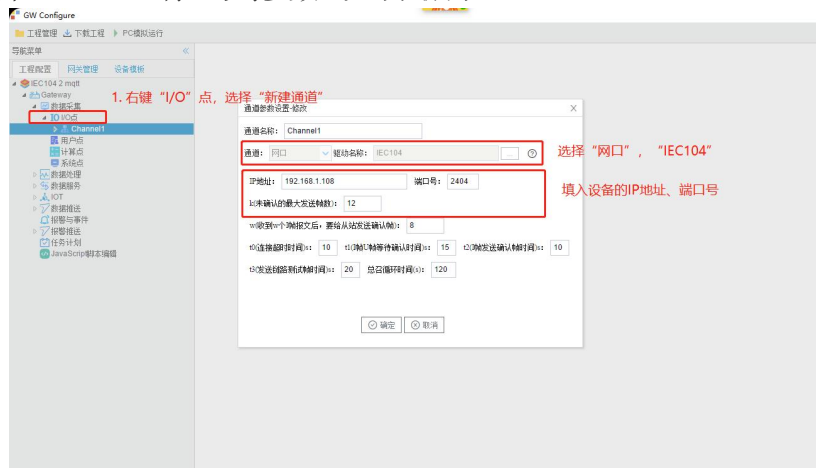 GW Configure
工程管理 下载工程 PC模拟运行
导航菜单 «
工程配置 网关管理 设备模板
IEC104 2 mqtt
Gateway
数据采集
1. 右键 “I/O” 点，选择 “新建通道”
IO I/O点
Channel1
用户点
计算点
系统点
数据处理
数据服务
IOT
数据推送
报警与事件
报警推送
任务计划
JavaScript脚本编辑
通道参数设置-修改 X
通道名称： Channel1
通道： 网口 驱动名称： IEC104 ...
选择 “网口” ，“IEC104”
IP地址： 192.168.1.108 端口号： 2404
填入设备的IP地址、端口号
k(未确认的最大发送帧数)： 12
w(收到w个I帧报文后，要给从站发送确认帧)： 8
t0(连接超时时间)s： 10 t1(I帧U帧等待确认时间)s： 15 t2(I帧发送确认帧时间)s： 10
t3(发送链路测试帧时间)s： 20 总召循环时间(s)： 120
确定 取消